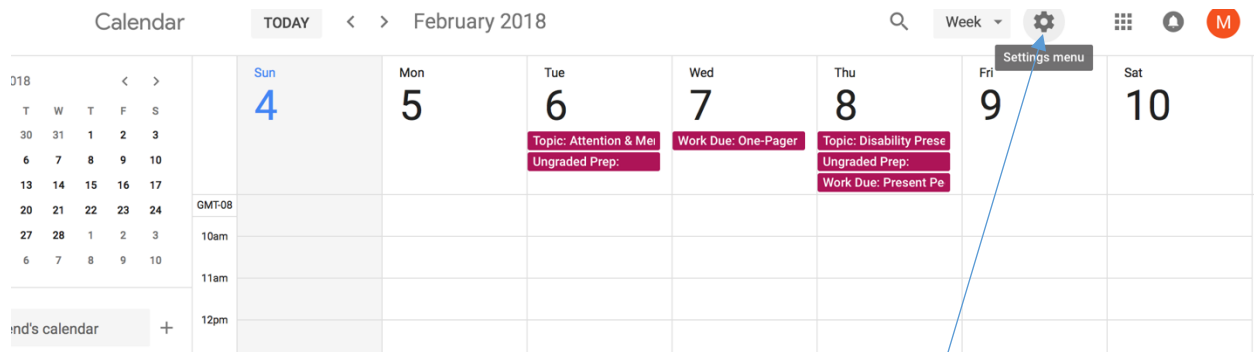 Calendar TODAY < > February 2018 Week M
Settings menu
018 < >
T W T F S
30 31 1 2 3
6 7 8 9 10
13 14 15 16 17
20 21 22 23 24
27 28 1 2 3
6 7 8 9 10
end's calendar +
Sun Mon Tue Wed Thu Fri Sat
4 5 6 7 8 9 10
Topic: Attention & Mer Work Due: One-Pager Topic: Disability Prese
Ungraded Prep: Ungraded Prep:
Work Due: Present Pe
GMT-08
10am
11am
12pm